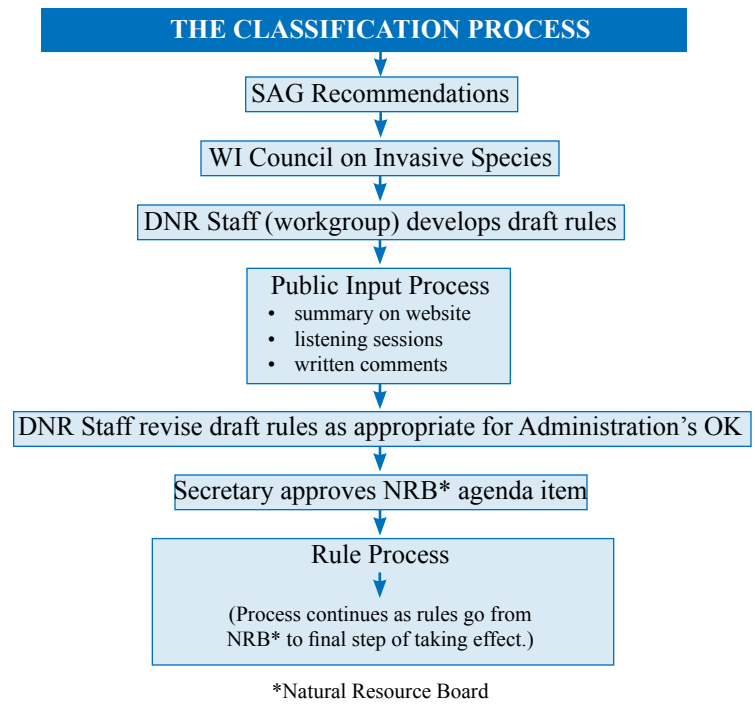 THE CLASSIFICATION PROCESS
SAG Recommendations
WI Council on Invasive Species
DNR Staff (workgroup) develops draft rules
Public Input Process
• summary on website
• listening sessions
• written comments
DNR Staff revise draft rules as appropriate for Administration's OK
Secretary approves NRB* agenda item
Rule Process
(Process continues as rules go from
NRB* to final step of taking effect.)
*Natural Resource Board